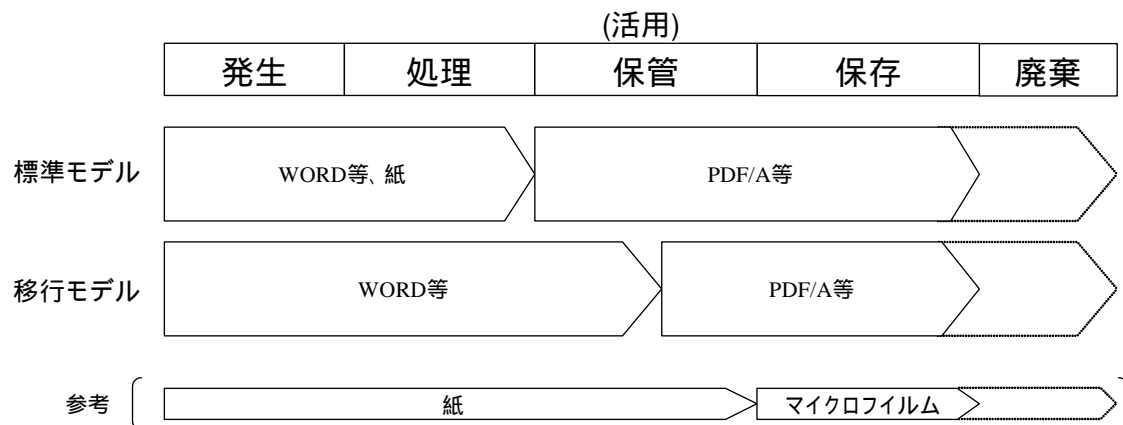 (活用)
発生 処理 保管 保存 廃棄
標準モデル WORD等、紙 PDF/A等
移行モデル WORD等 PDF/A等
参考 紙 マイクロフイルム